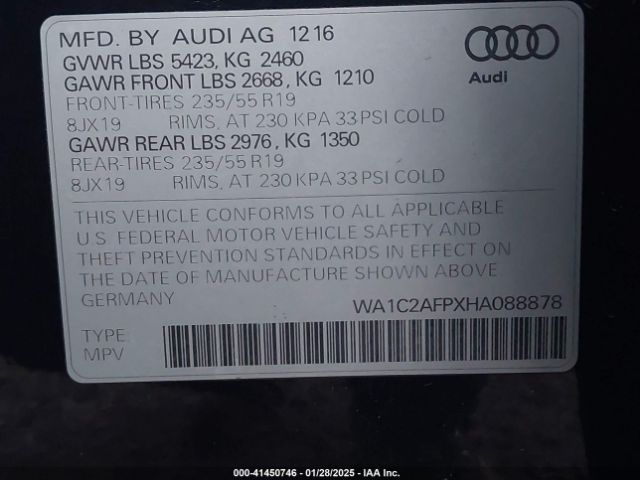 MFD. BY AUDI AG 12 16
GVWR LBS 5423, KG 2460
GAWR FRONT LBS 2668, KG 1210
FRONT-TIRES 235/55 R19
8JX19 RIMS, AT 230 KPA 33 PSI COLD
GAWR REAR LBS 2976, KG 1350
REAR-TIRES 235/55 R19
8JX19 RIMS, AT 230 KPA 33 PSI COLD
Audi
THIS VEHICLE CONFORMS TO ALL APPLICABLE
U.S. FEDERAL MOTOR VEHICLE SAFETY AND
THEFT PREVENTION STANDARDS IN EFFECT ON
THE DATE OF MANUFACTURE SHOWN ABOVE.
GERMANY WA1C2AFPXHA088878
TYPE:
MPV
000-41450746 - 01/28/2025 - IAA Inc.